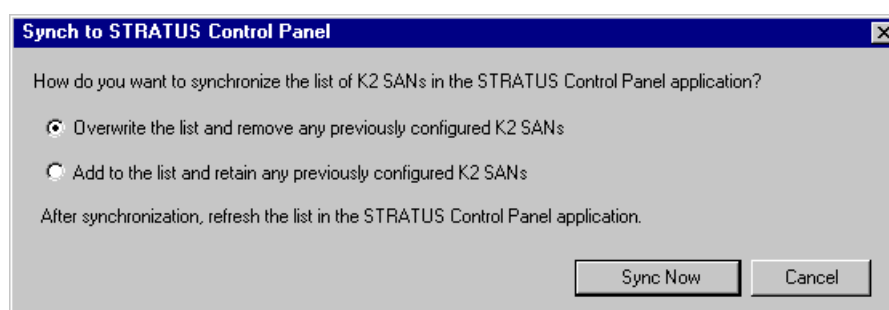 Synch to STRATUS Control Panel
How do you want to synchronize the list of K2 SANs in the STRATUS Control Panel application?
Overwrite the list and remove any previously configured K2 SANs
Add to the list and retain any previously configured K2 SANs
After synchronization, refresh the list in the STRATUS Control Panel application.
Sync Now
Cancel